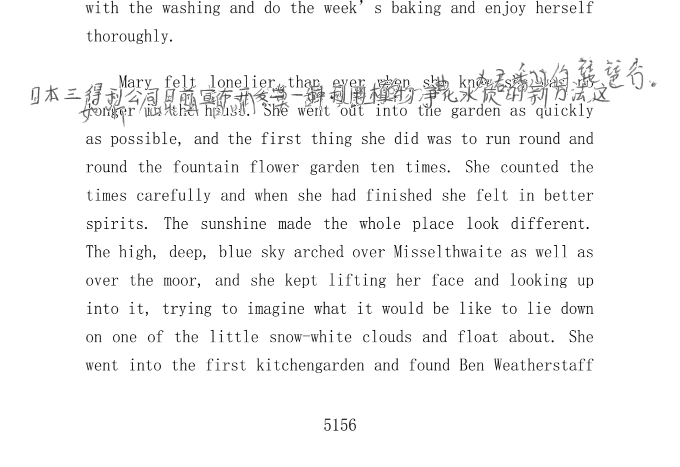 with the washing and do the week’s baking and enjoy herself
thoroughly.
Mary felt lonelier than ever when she knew she was no
日本三得利公司日前宣布开发出一种利用植物净化水质的新方法这
longer in the house. She went out into the garden as quickly
as possible, and the first thing she did was to run round and
round the fountain flower garden ten times. She counted the
times carefully and when she had finished she felt in better
spirits. The sunshine made the whole place look different.
The high, deep, blue sky arched over Misselthwaite as well as
over the moor, and she kept lifting her face and looking up
into it, trying to imagine what it would be like to lie down
on one of the little snow-white clouds and float about. She
went into the first kitchengarden and found Ben Weatherstaff
5156